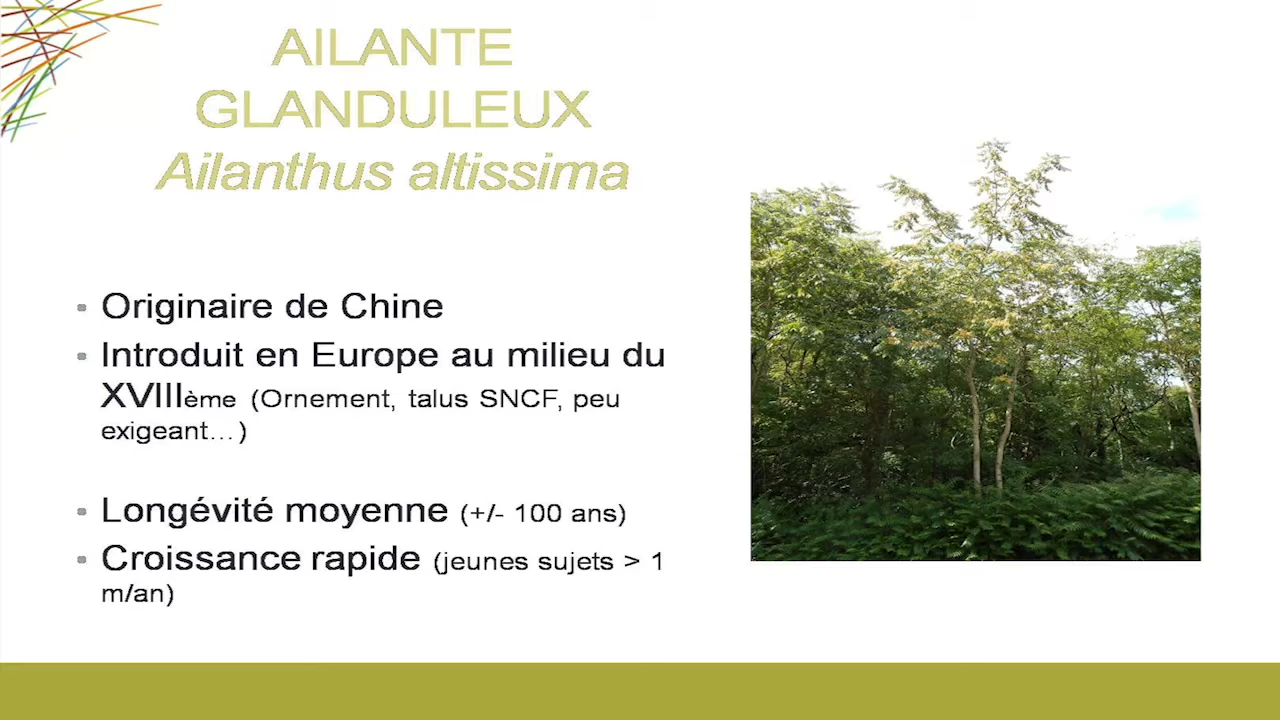 AILANTE
GLANDULEUX
Ailanthus altissima
▪ Originaire de Chine
▪ Introduit en Europe au milieu du
XVIIIème (Ornement, talus SNCF, peu
exigeant…)
▪ Longévité moyenne (+/- 100 ans)
▪ Croissance rapide (jeunes sujets > 1
m/an)